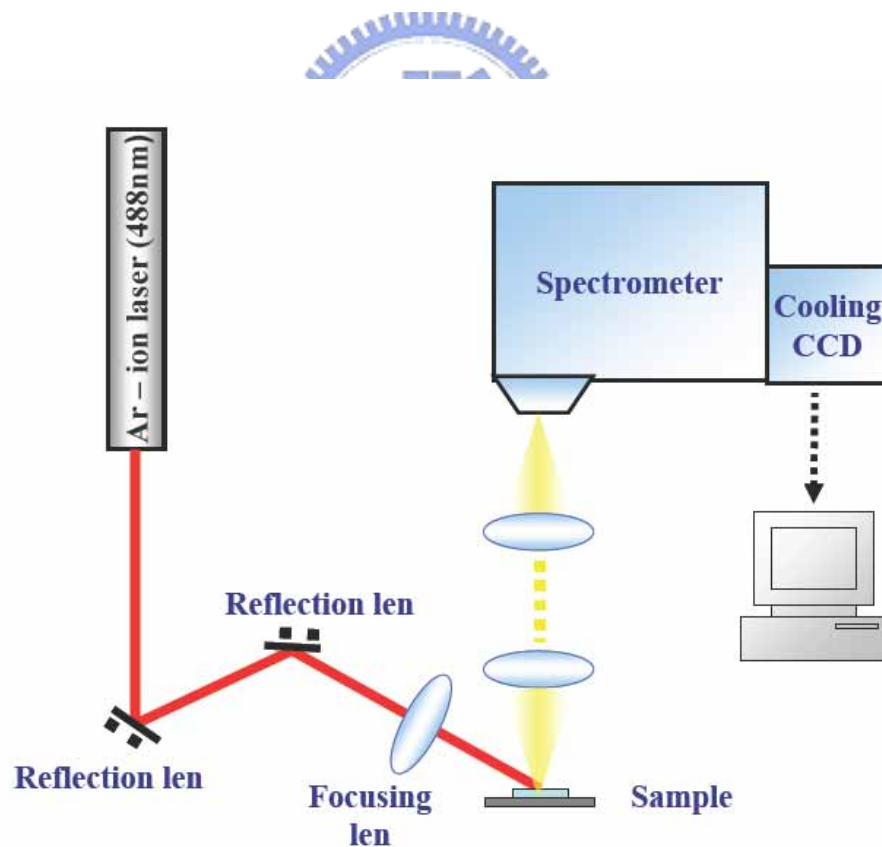 Ar – ion laser (488nm)
Spectrometer
Cooling
CCD
Reflection len
Reflection len
Focusing
len
Sample